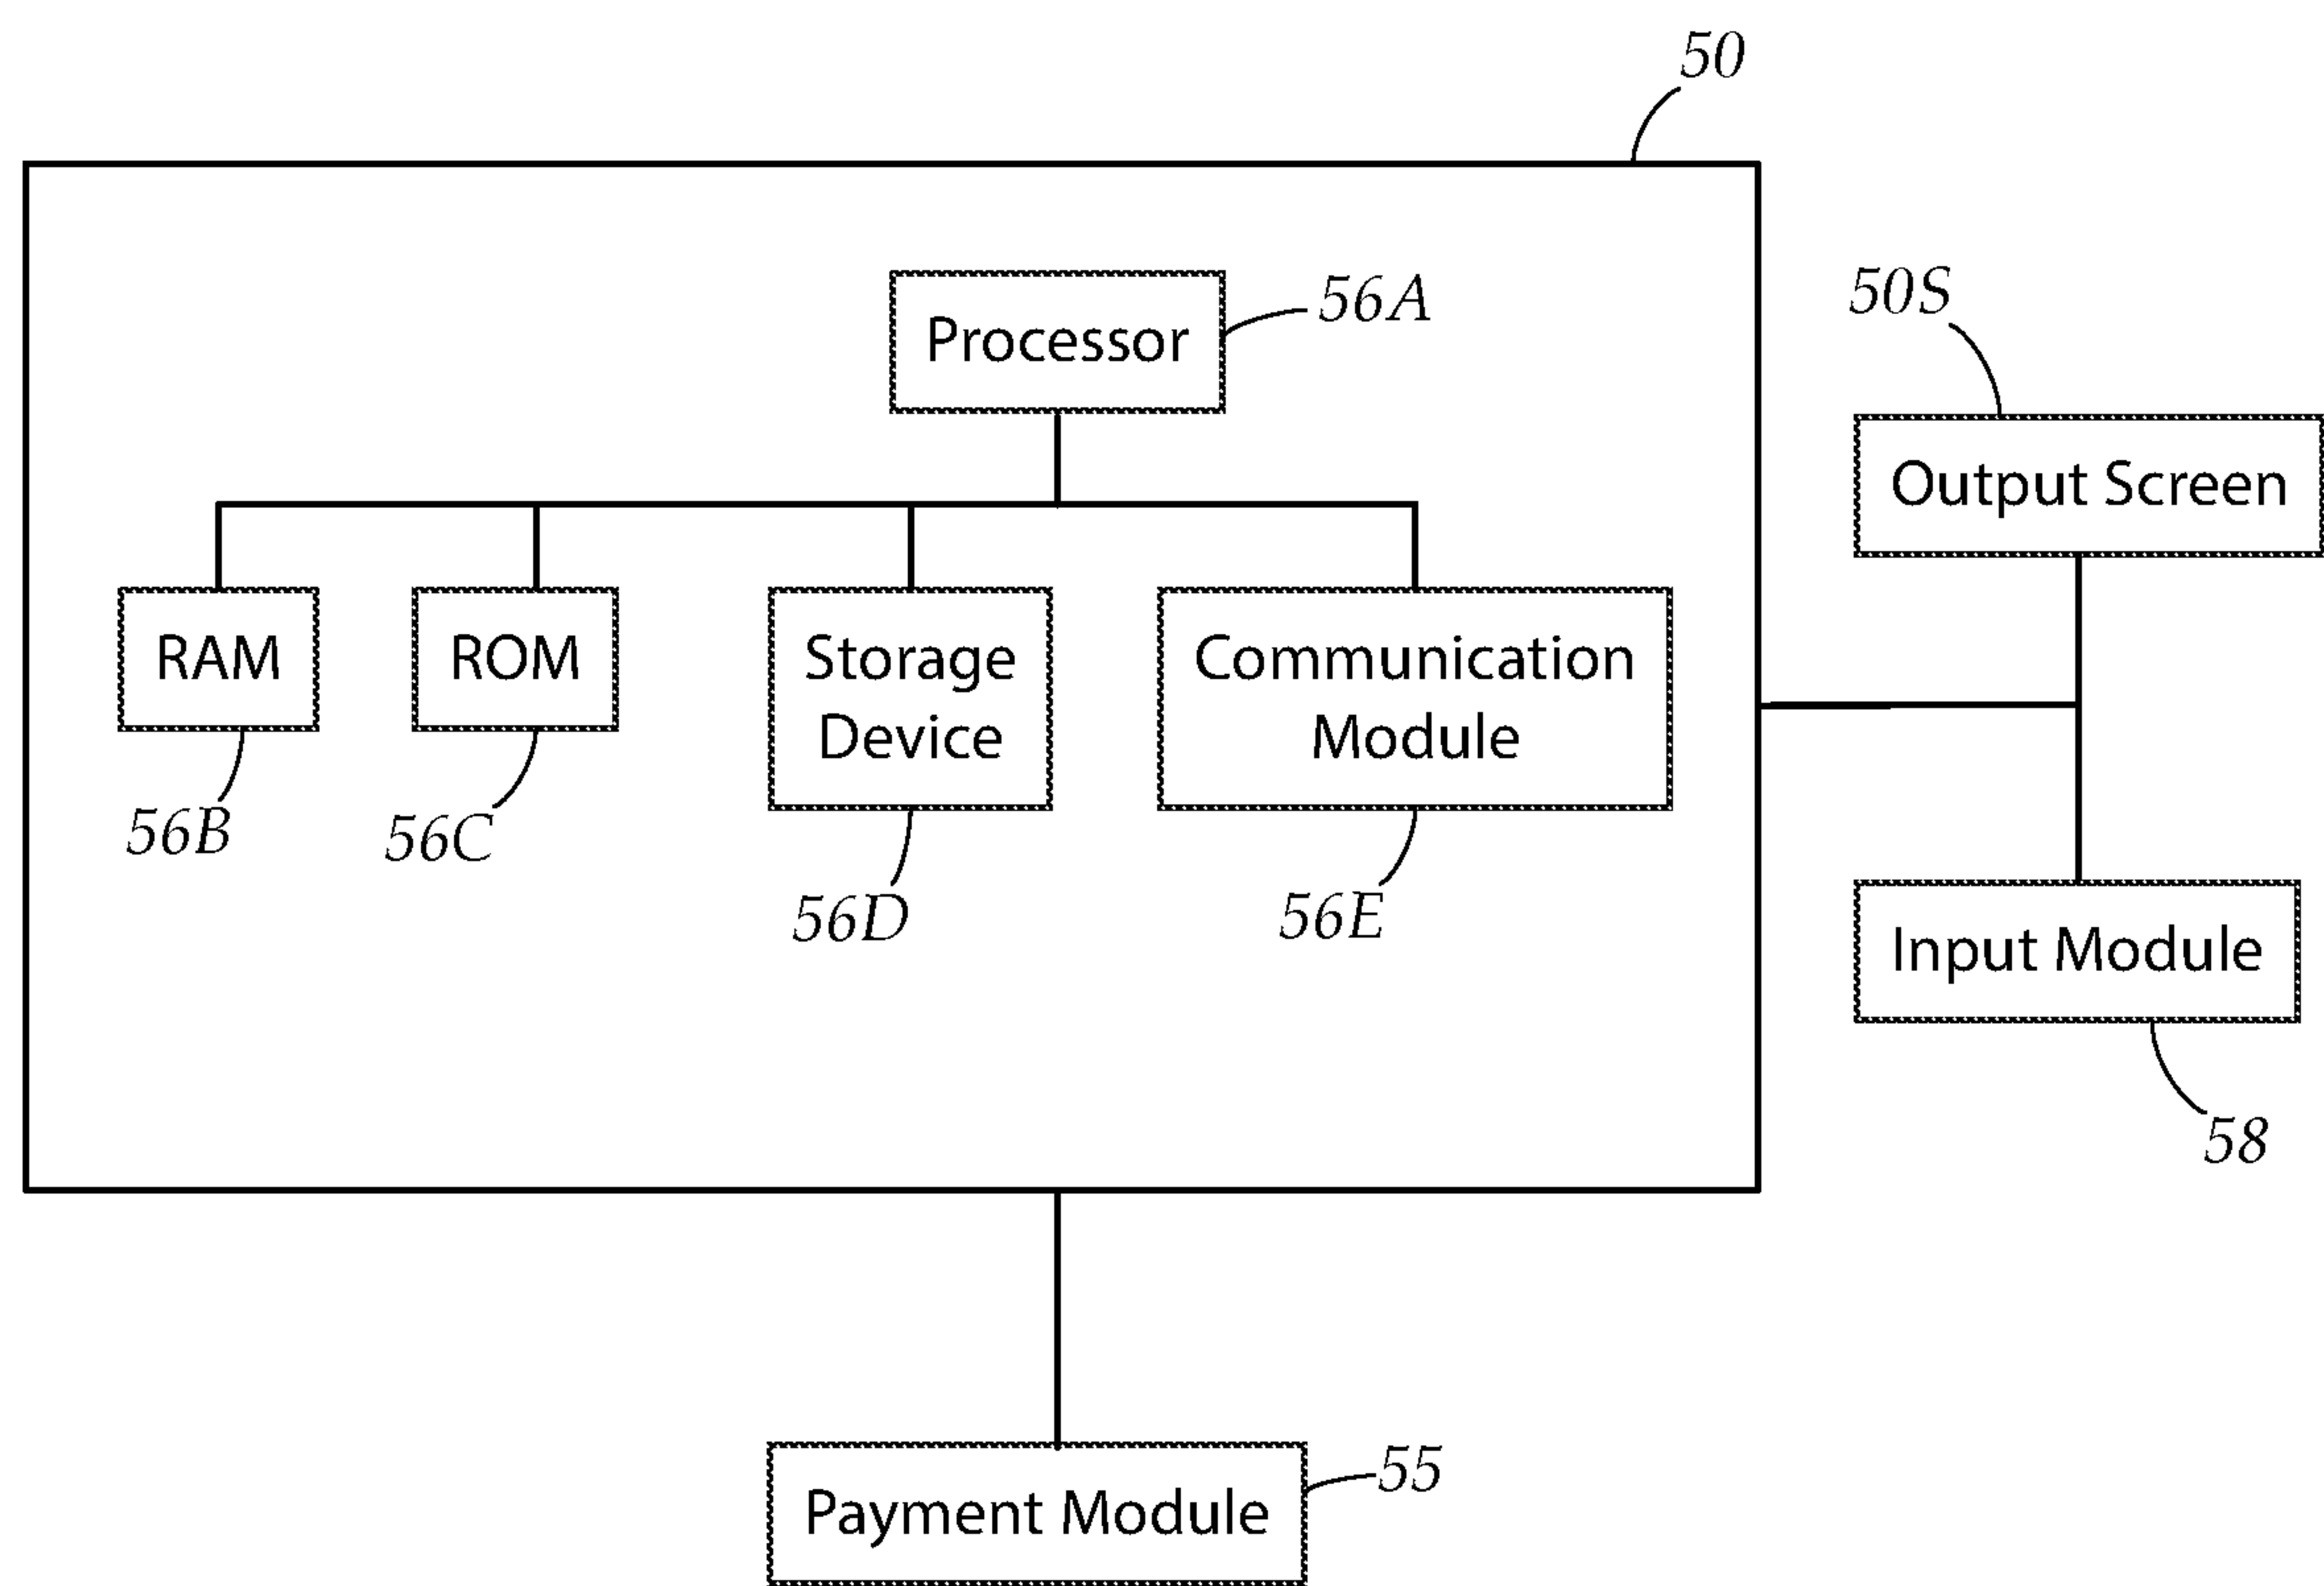 50
Processor
56A
50S
Output Screen
RAM
ROM
Storage
Device
Communication
Module
56B
56C
56D
56E
Input Module
58
Payment Module
55